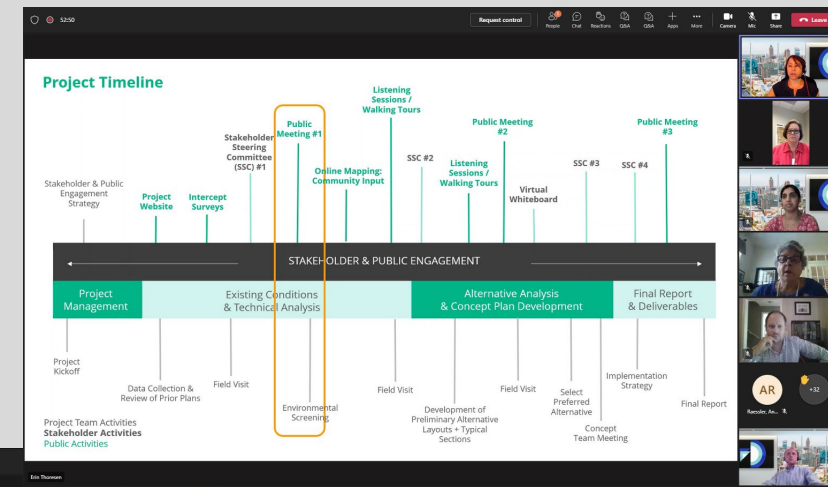 52:50
Request control
People
Chat
Reactions
Q&A
Q&A
Apps
More
Camera
Mic
Share
Leave
Project Timeline
Listening
Sessions /
Walking Tours
Public
Meeting #1
Public Meeting
#2
Public Meeting
#3
Stakeholder
Steering
Committee
(SSC) #1
SSC #2
SSC #3
SSC #4
Online Mapping:
Community Input
Listening
Sessions /
Walking Tours
Stakeholder & Public
Engagement
Strategy
Project
Website
Intercept
Surveys
Virtual
Whiteboard
STAKEHOLDER & PUBLIC ENGAGEMENT
Project
Management
Existing Conditions
& Technical Analysis
Alternative Analysis
& Concept Plan Development
Final Report
& Deliverables
Project
Kickoff
Data Collection &
Review of Prior Plans
Field Visit
Environmental
Screening
Field Visit
Development of
Preliminary Alternative
Layouts + Typical
Sections
Field Visit
Select
Preferred
Alternative
Concept
Team Meeting
Implementation
Strategy
Final Report
Project Team Activities
Stakeholder Activities
Public Activities
AR
+32
Raessler, An...
Erin Thoresen